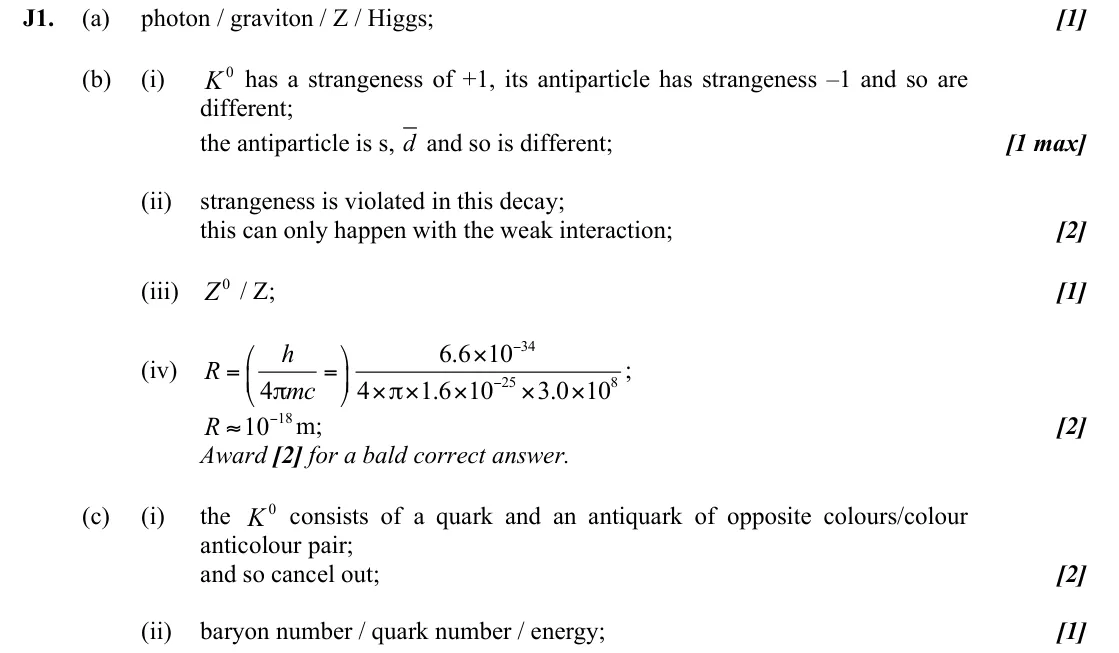 J1. (a) photon / graviton / Z / Higgs; [1]
(b) (i) K⁰ has a strangeness of +1, its antiparticle has strangeness –1 and so are
different;
the antiparticle is s, d̅ and so is different; [1 max]
(ii) strangeness is violated in this decay;
this can only happen with the weak interaction; [2]
(iii) Z⁰ / Z; [1]
(iv) R = (h / 4πmc =) 6.6×10⁻³⁴ / 4×π×1.6×10⁻²⁵×3.0×10⁸ ;
R ≈ 10⁻¹⁸ m; [2]
Award [2] for a bald correct answer.
(c) (i) the K⁰ consists of a quark and an antiquark of opposite colours/colour
anticolour pair;
and so cancel out; [2]
(ii) baryon number / quark number / energy; [1]